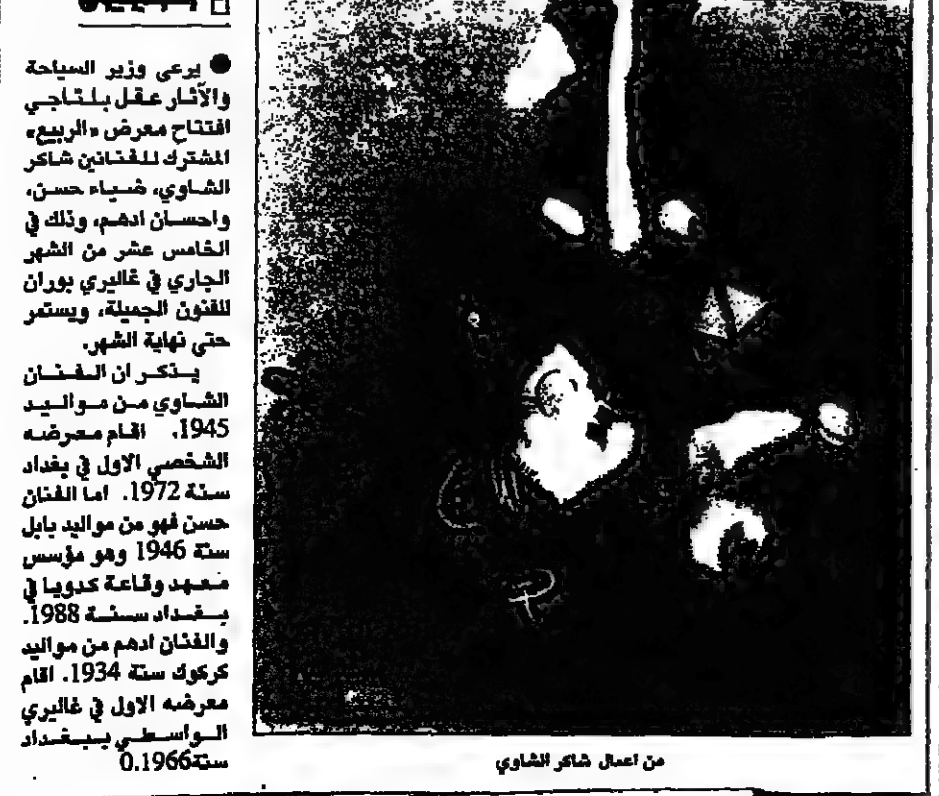 ● يرعى وزير السياحة
والآثار عقل بلتاجي
افتتاح معرض «الربيع»
المشترك للفنانين شاكر
الشاوي، ضياء حسن،
واحسان ادهم، وذلك في
الخامس عشر من الشهر
الجاري في غاليري بوران
للفنون الجميلة، ويستمر
حتى نهاية الشهر.
يذكر ان الفنان
الشاوي من مواليد
1945. اقام معرضه
الشخصي الاول في بغداد
سنة 1972. اما الفنان
حسن فهو من مواليد بابل
سنة 1946 وهو مؤسس
معهد وقاعة كدويا في
بغداد سنة 1988.
والفنان ادهم من مواليد
كركوك سنة 1934. اقام
معرضه الاول في غاليري
الواسطي ببغداد
سنة 1966.0
من اعمال شاكر الشاوي